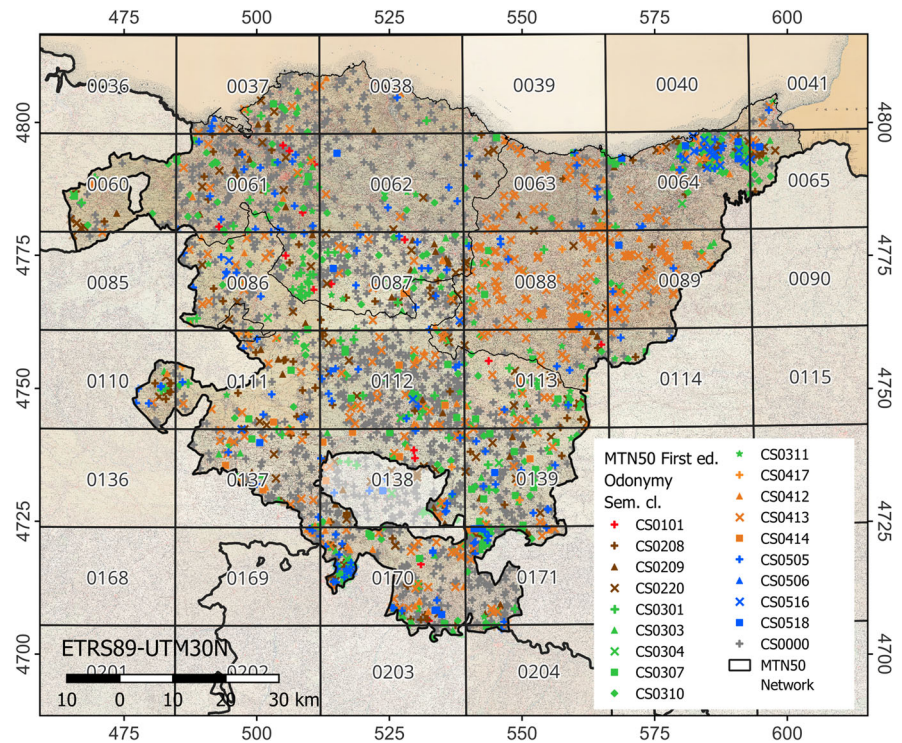 475 500 525 550 575 600
0036 0037 0038 0039 0040 0041
4800 4800
0060 0061 0062 0063 0064 0065
4775 4775
0085 0086 0087 0088 0089 0090
4750 4750
0110 0111 0112 0113 0114 0115
0136 0137 0138 0139
4725 4725
0168 0169 0170 0171
4700 4700
0201 0202 0203 0204
ETRS89-UTM30N
10 0 10 20 30 km
MTN50 First ed.
Odonymy
Sem. cl.
CS0101
CS0208
CS0209
CS0220
CS0301
CS0303
CS0304
CS0307
CS0310
CS0311
CS0417
CS0412
CS0413
CS0414
CS0505
CS0506
CS0516
CS0518
CS0000
MTN50
Network
475 500 525 550 575 600